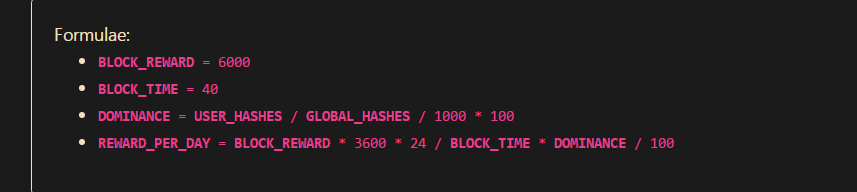 Formulae:
BLOCK_REWARD = 6000
BLOCK_TIME = 40
DOMINANCE = USER_HASHES / GLOBAL_HASHES / 1000 * 100
REWARD_PER_DAY = BLOCK_REWARD * 3600 * 24 / BLOCK_TIME * DOMINANCE / 100